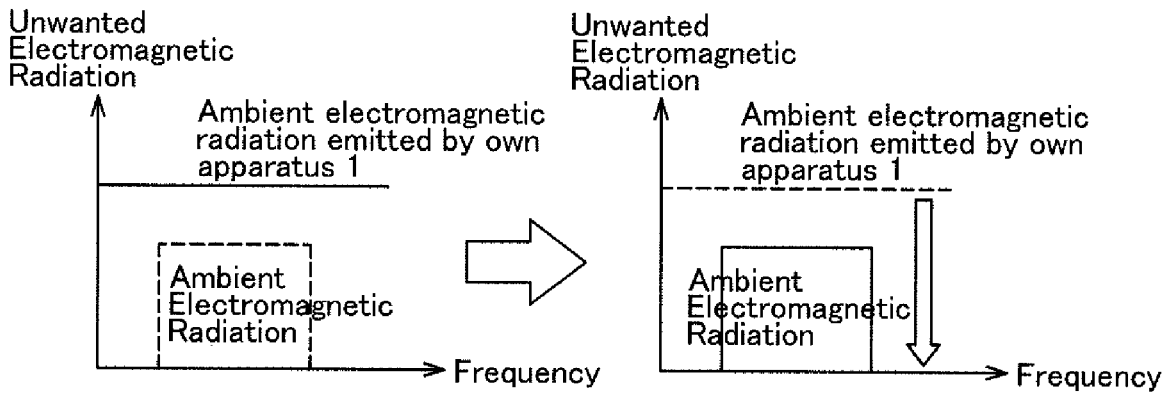 Unwanted
Electromagnetic
Radiation
Ambient electromagnetic
radiation emitted by own
apparatus 1
Ambient
Electromagnetic
Radiation
Frequency
Unwanted
Electromagnetic
Radiation
Ambient electromagnetic
radiation emitted by own
apparatus 1
Ambient
Electromagnetic
Radiation
Frequency